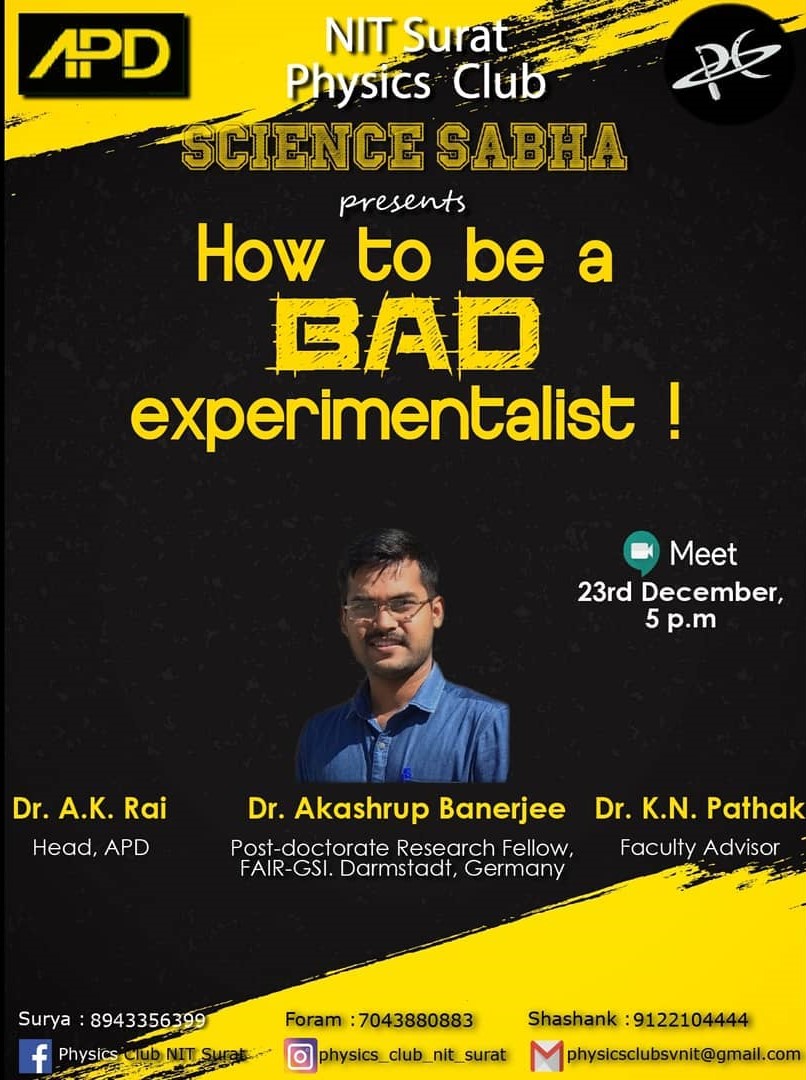 APD
NIT Surat
Physics Club
PC
SCIENCE SABHA
presents
How to be a
BAD
experimentalist !
Meet
23rd December,
5 p.m
Dr. A.K. Rai
Head, APD
Dr. Akashrup Banerjee
Post-doctorate Research Fellow,
FAIR-GSI. Darmstadt, Germany
Dr. K.N. Pathak
Faculty Advisor
Surya : 8943356399
Foram : 7043880883
Shashank : 9122104444
Physics Club NIT Surat
physics_club_nit_surat
physicsclubsvnit@gmail.com